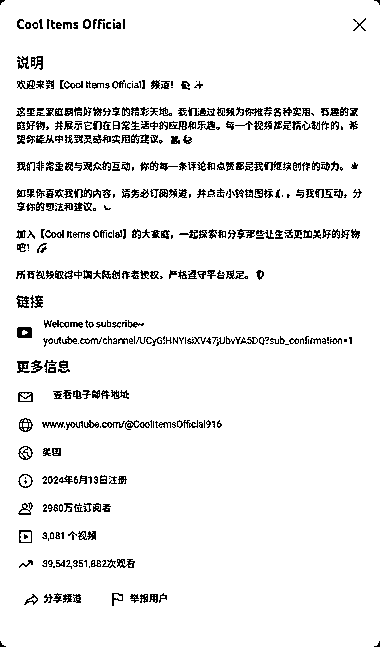 Cool Items Official
说明
欢迎来到【Cool Items Official】频道！
这里是家庭剧情好物分享的精彩天地。我们通过视频为你推荐各种实用、有趣的家
庭好物，并展示它们在日常生活中的应用和乐趣。每一个视频都是精心制作的，希
望你能从中找到灵感和实用的建议。
我们非常重视与观众的互动，你的每一条评论和点赞都是我们继续创作的动力。
如果你喜欢我们的内容，请务必订阅频道，并点击小铃铛图标，与我们互动，分
享你的想法和建议。
加入【Cool Items Official】的大家庭，一起探索和分享那些让生活更加美好的好物
吧！
所有视频取得中国大陆创作者授权，严格遵守平台规定。
链接
Welcome to subscribe~
更多信息
查看电子邮件地址
www.youtube.com/@CoolItemsOfficial916
美国
2024年6月13日注册
2980万位订阅者
3,081 个视频
39,542,351,882次观看
分享频道
举报用户